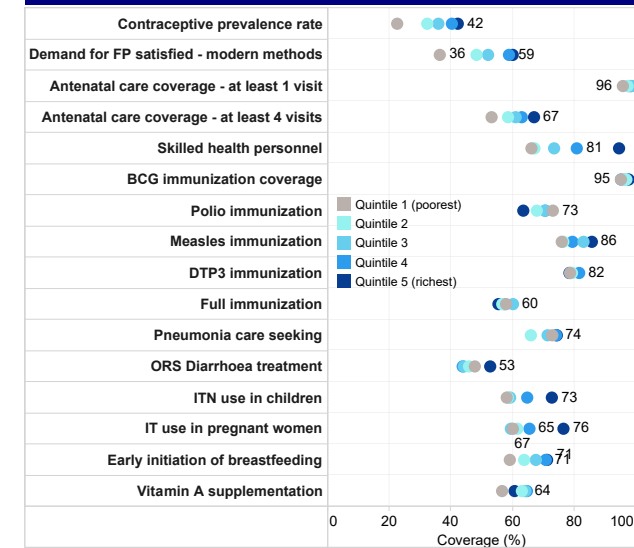 Contraceptive prevalence rate 42
Demand for FP satisfied - modern methods 36 59
Antenatal care coverage - at least 1 visit 96
Antenatal care coverage - at least 4 visits 67
Skilled health personnel 81
BCG immunization coverage 95
Quintile 1 (poorest)
Polio immunization 73
Quintile 2
Measles immunization Quintile 3 86
Quintile 4
DTP3 immunization 82
Quintile 5 (richest)
Full immunization 60
Pneumonia care seeking 74
ORS Diarrhoea treatment 53
ITN use in children 73
IT use in pregnant women 65 76
67
71
Early initiation of breastfeeding 71
Vitamin A supplementation 64
0 20 40 60 80 100
Coverage (%)